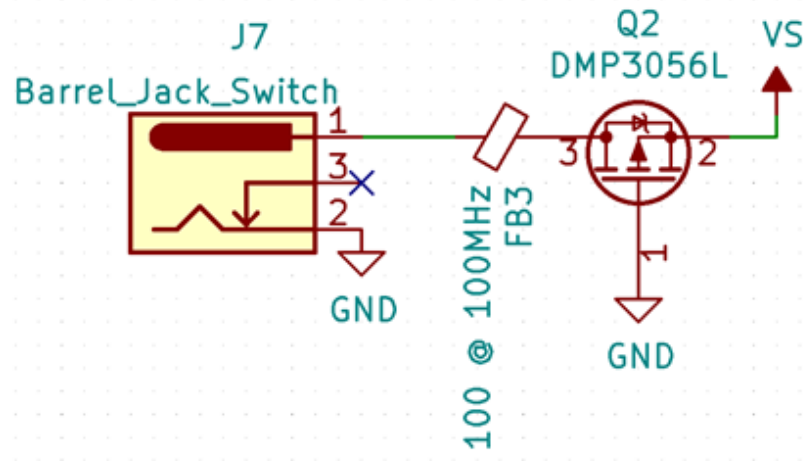 J7
Barrel_Jack_Switch
1
3
2
GND
100 @ 100MHz
FB3
Q2
DMP3056L
3
2
1
GND
VS